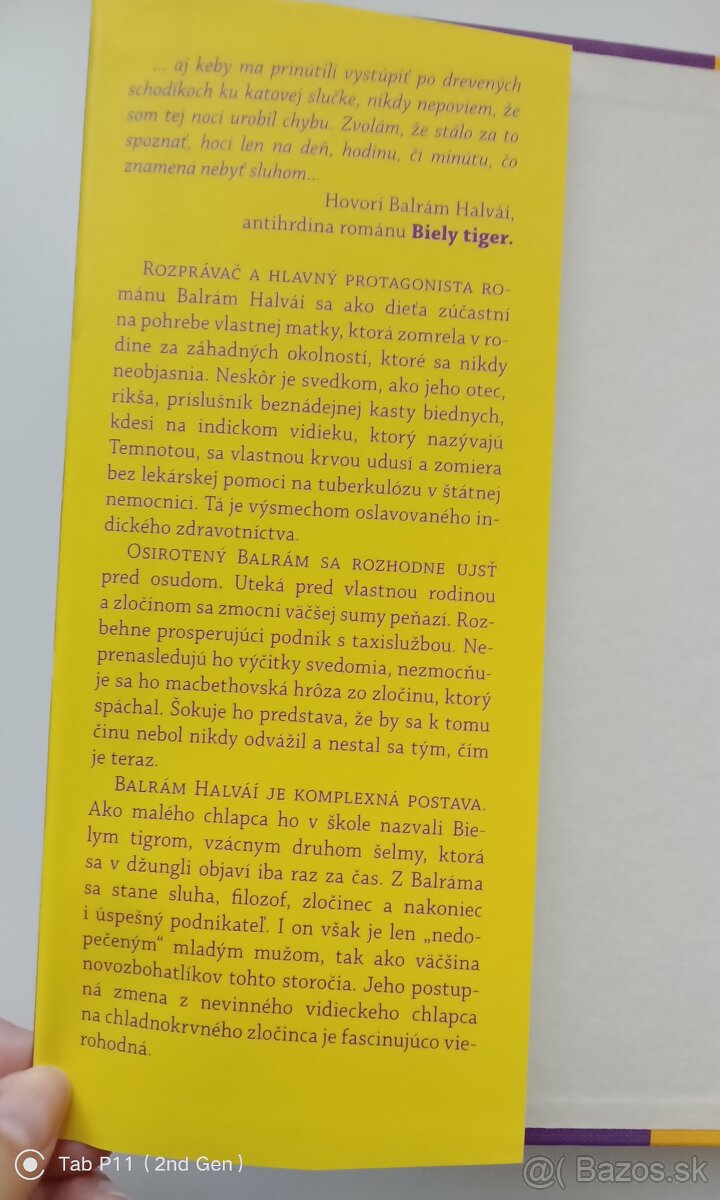 ... aj keby ma prinútili vystúpiť po drevených
schodíkoch ku katovej slučke, nikdy nepoviem, že
som tej noci urobil chybu. Zvolám, že stálo za to
spoznať, hoci len na deň, hodinu, či minútu, čo
znamená nebyť sluhom...
Hovorí Balrám Halváí,
antihrdina románu Biely tiger.
ROZPRÁVAČ A HLAVNÝ PROTAGONISTA RO-
mánu Balrám Halváí sa ako dieťa zúčastní
na pohrebe vlastnej matky, ktorá zomrela v ro-
dine za záhadných okolností, ktoré sa nikdy
neobjasnia. Neskôr je svedkom, ako jeho otec,
rikša, príslušník beznádejnej kasty biednych,
kdesi na indickom vidieku, ktorý nazývajú
Temnotou, sa vlastnou krvou udusí a zomiera
bez lekárskej pomoci na tuberkulózu v štátnej
nemocnici. Tá je výsmechom oslavovaného in-
dického zdravotníctva.
OSIROTENÝ BALRÁM SA ROZHODNE UJSŤ
pred osudom. Uteká pred vlastnou rodinou
a zločinom sa zmocní väčšej sumy peňazí. Roz-
behne prosperujúci podnik s taxislužbou. Ne-
prenasledujú ho výčitky svedomia, nezmocňu-
je sa ho macbethovská hrôza zo zločinu, ktorý
spáchal. Šokuje ho predstava, že by sa k tomu
činu nebol nikdy odvážil a nestal sa tým, čím
je teraz.
BALRÁM HALVÁÍ JE KOMPLEXNÁ POSTAVA.
Ako malého chlapca ho v škole nazvali Bie-
lym tigrom, vzácnym druhom šelmy, ktorá
sa v džungli objaví iba raz za čas. Z Balráma
sa stane sluha, filozof, zločinec a nakoniec
i úspešný podnikateľ. I on však je len „nedo-
pečeným“ mladým mužom, tak ako väčšina
novozbohatlíkov tohto storočia. Jeho postup-
ná zmena z nevinného vidieckeho chlapca
na chladnokrvného zločinca je fascinujúco vie-
rohodná.
Tab P11 (2nd Gen)
@( Bazos.sk